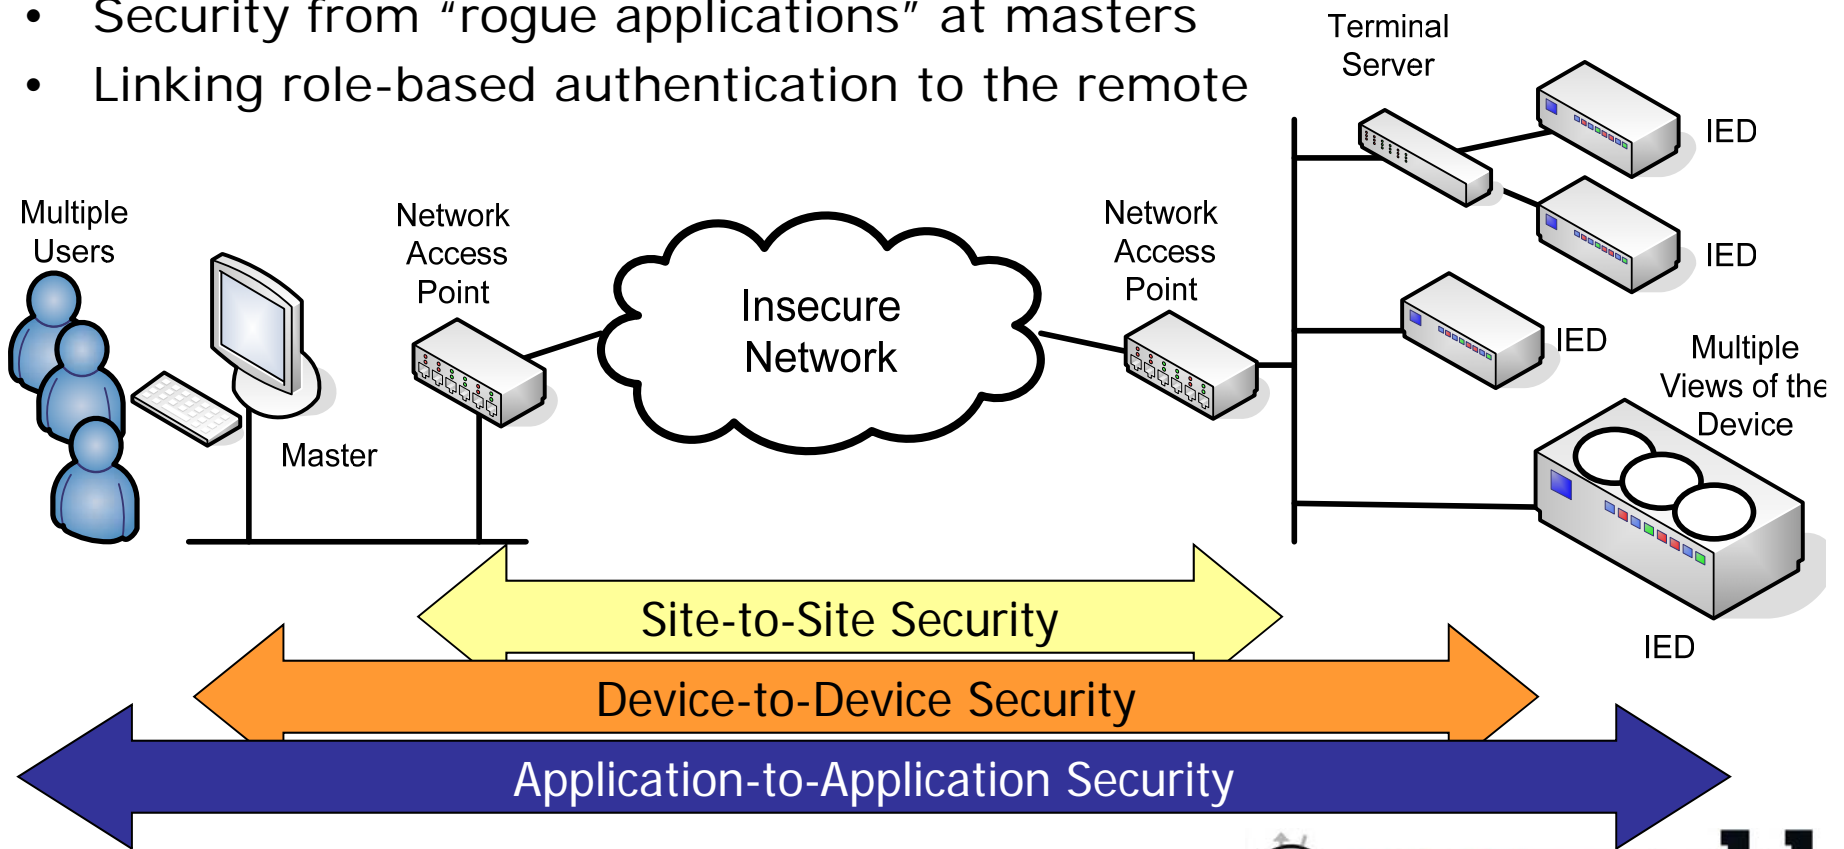 • Security from "rogue applications" at masters
• Linking role-based authentication to the remote
Terminal
Server
IED
IED
Multiple
Users
Network
Access
Point
Insecure
Network
Network
Access
Point
IED
Multiple
Views of the
Device
Master
IED
Site-to-Site Security
Device-to-Device Security
Application-to-Application Security